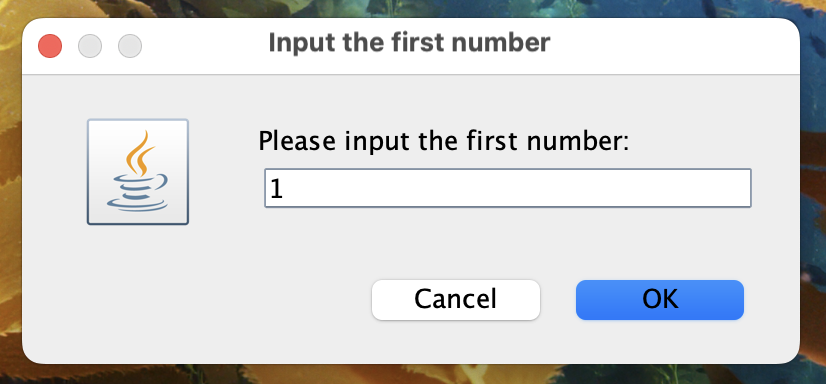 Input the first number
Please input the first number:
1
Cancel
OK